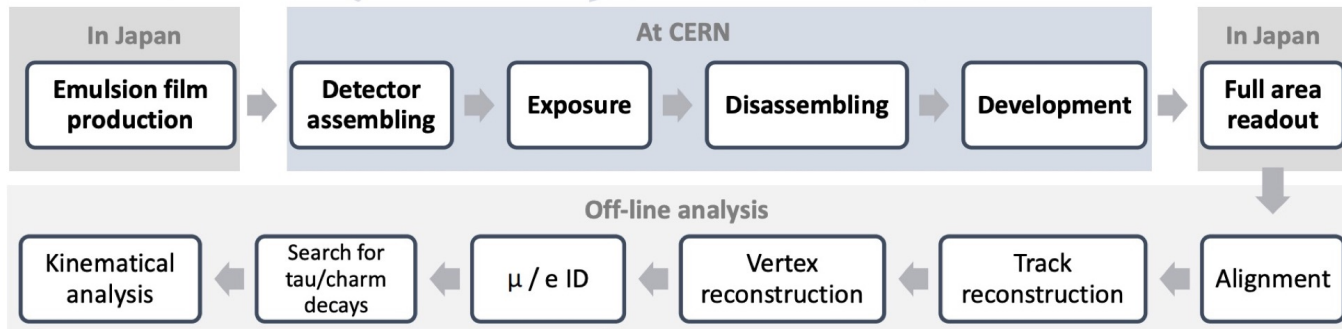 In Japan
At CERN
In Japan
Emulsion film
production
Detector
assembling
Exposure
Disassembling
Development
Full area
readout
Off-line analysis
Kinematical
analysis
Search for
tau/charm
decays
μ / e ID
Vertex
reconstruction
Track
reconstruction
Alignment